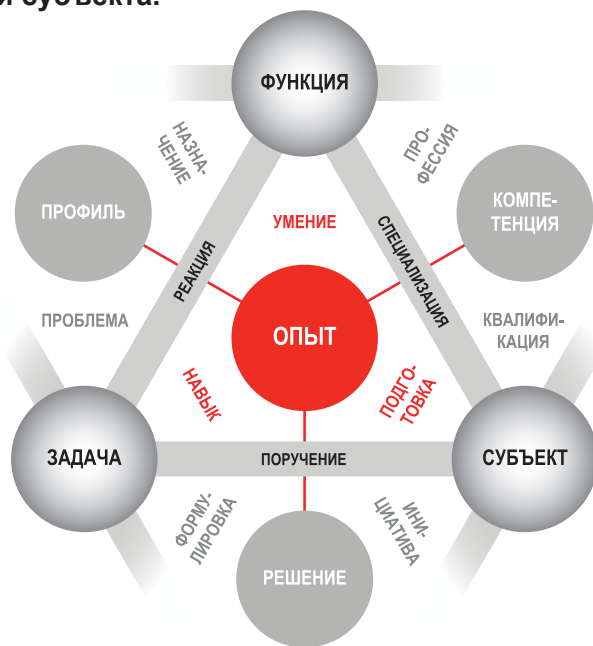 и субъекта.
ФУНКЦИЯ
НАЗНА-
ЧЕНИЕ
ПРО-
ФЕССИЯ
ПРОФИЛЬ
КОМПЕ-
ТЕНЦИЯ
УМЕНИЕ
РЕАКЦИЯ
СПЕЦИАЛИЗАЦИЯ
ПРОБЛЕМА
ОПЫТ
КВАЛИФИ-
КАЦИЯ
НАВЫК
ПОДГО-
ТОВКА
ЗАДАЧА
ПОРУЧЕНИЕ
СУБЪЕКТ
ФОРМУ-
ЛИРОВКА
ИНИ-
ЦИАТИВА
РЕШЕНИЕ